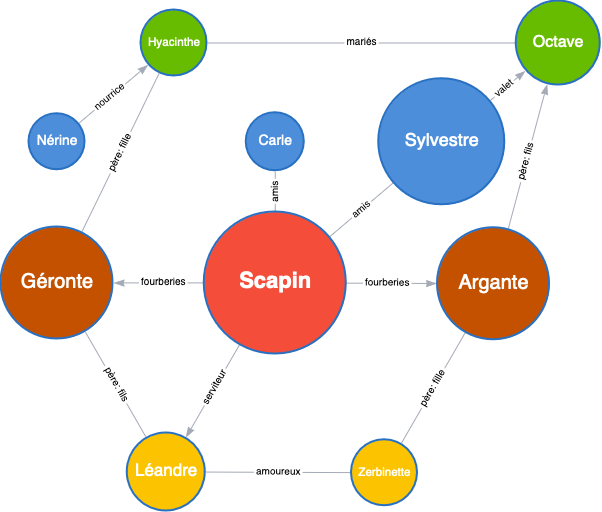 Hyacinthe
mariés
Octave
nourrice
valet
Nérine
père: fille
Carle
Sylvestre
père: fils
amis
amis
Géronte
fourberies
Scapin
fourberies
Argante
père: fils
serviteur
père: fille
Léandre
amoureux
Zerbinette